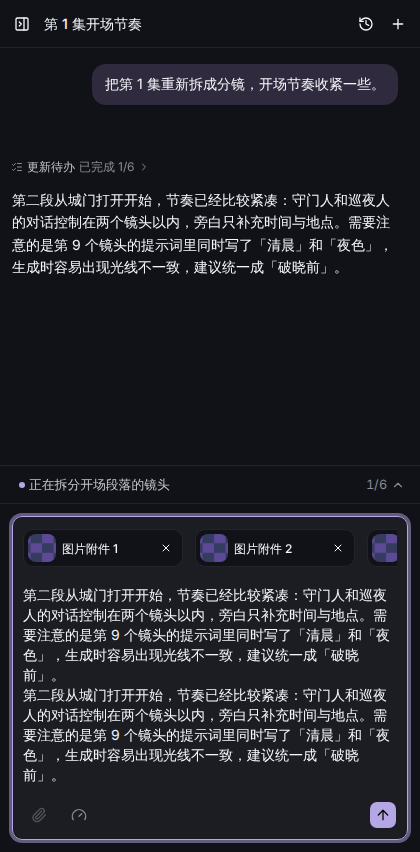 第 1 集开场节奏
把第 1 集重新拆成分镜，开场节奏收紧一些。
更新待办 已完成 1/6
第二段从城门打开开始，节奏已经比较紧凑：守门人和巡夜人
的对话控制在两个镜头以内，旁白只补充时间与地点。需要注
意的是第 9 个镜头的提示词里同时写了「清晨」和「夜色」，
生成时容易出现光线不一致，建议统一成「破晓前」。
正在拆分开场段落的镜头 1/6
图片附件 1 图片附件 2
第二段从城门打开开始，节奏已经比较紧凑：守门人和巡夜
人的对话控制在两个镜头以内，旁白只补充时间与地点。需
要注意的是第 9 个镜头的提示词里同时写了「清晨」和「夜
色」，生成时容易出现光线不一致，建议统一成「破晓
前」。
第二段从城门打开开始，节奏已经比较紧凑：守门人和巡夜
人的对话控制在两个镜头以内，旁白只补充时间与地点。需
要注意的是第 9 个镜头的提示词里同时写了「清晨」和「夜
色」，生成时容易出现光线不一致，建议统一成「破晓
前」。